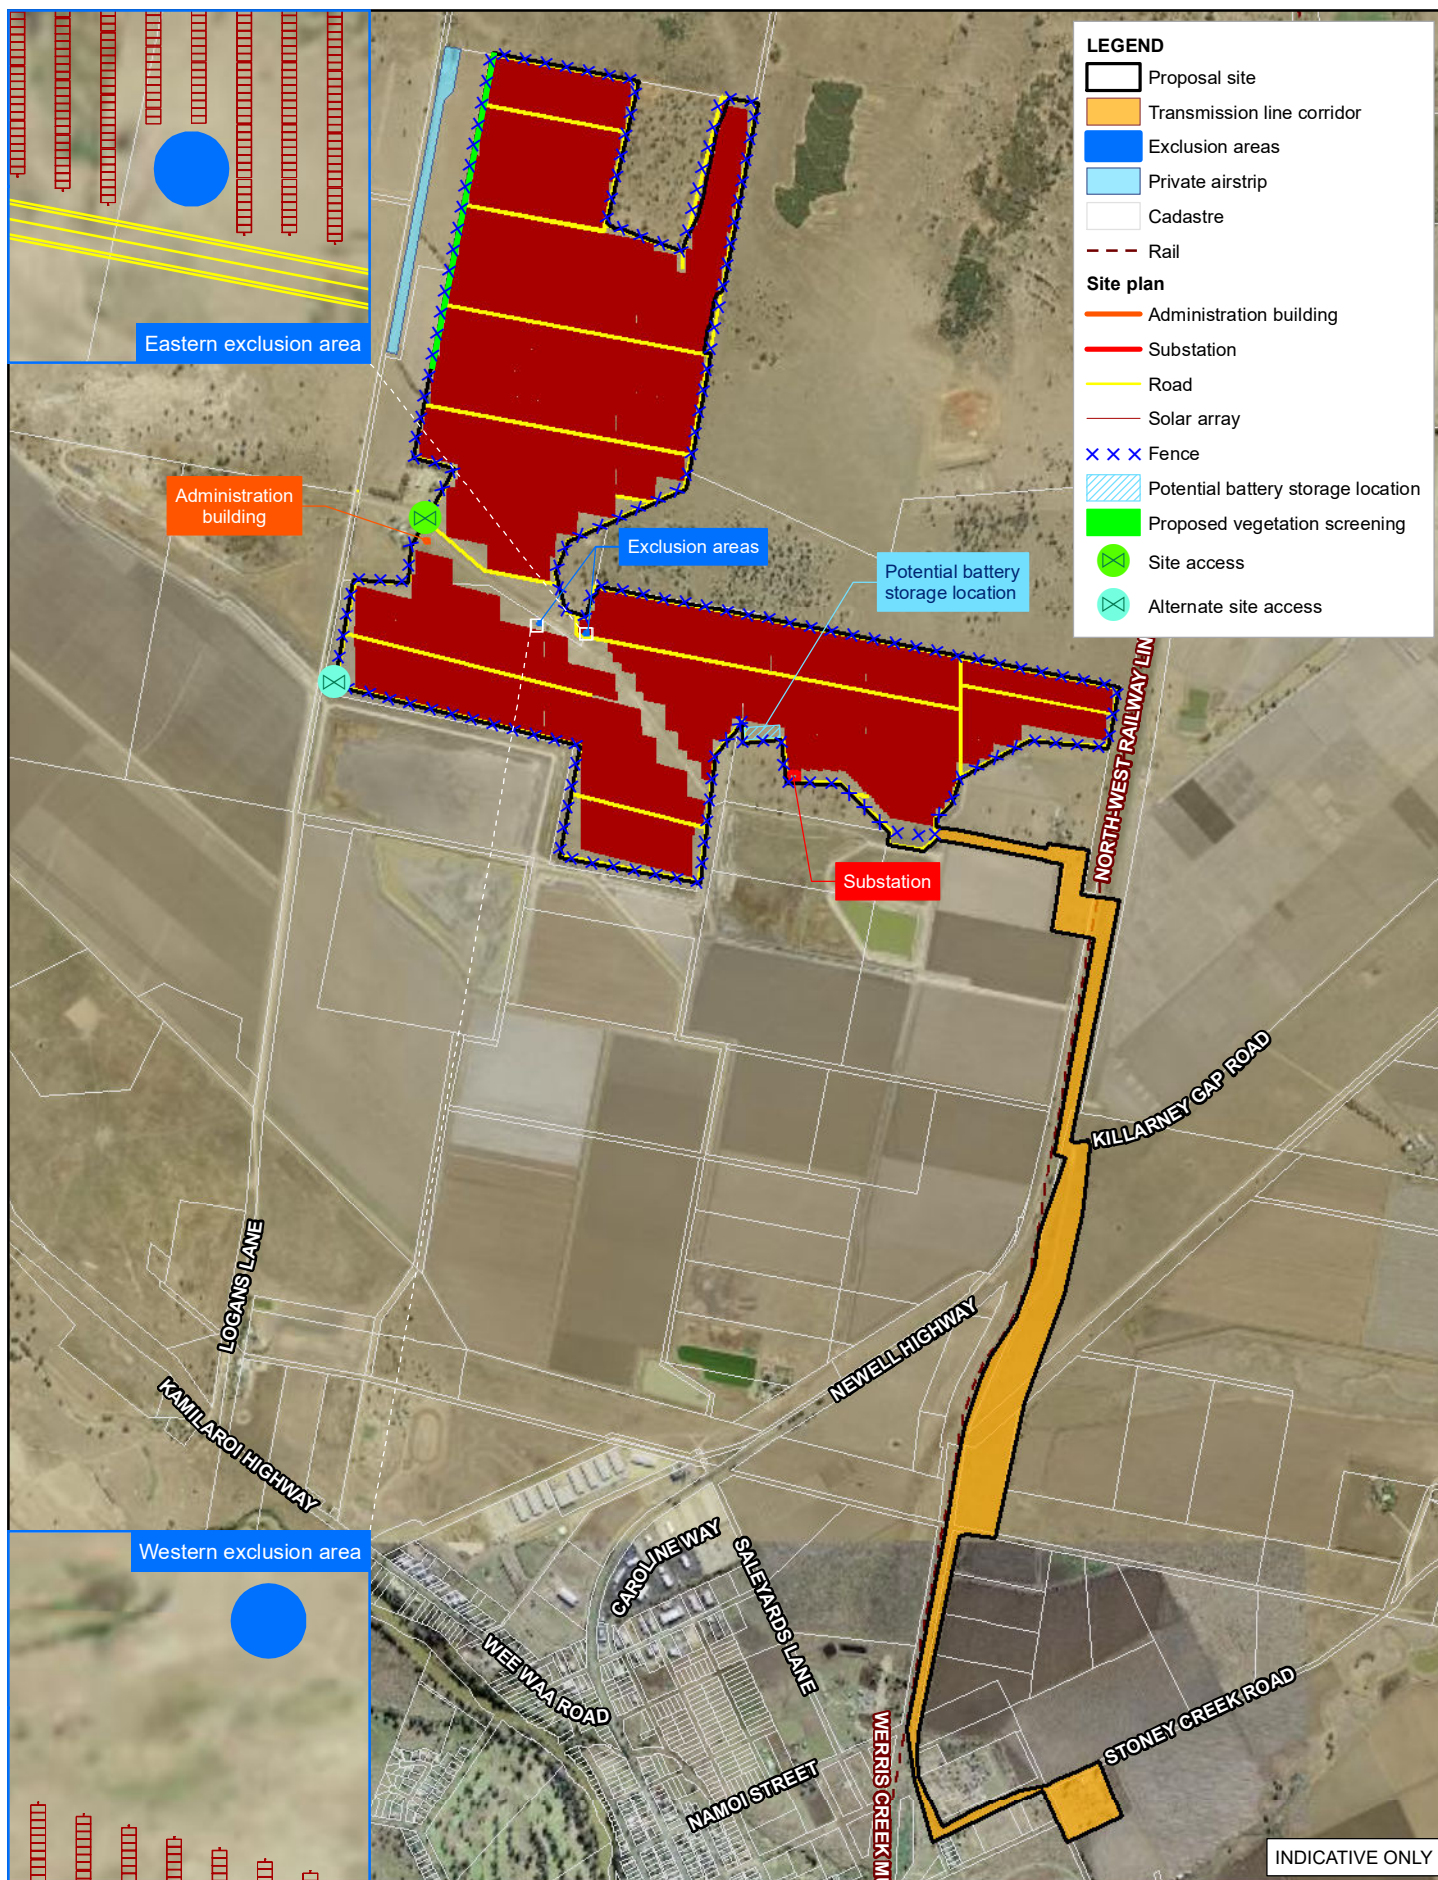 Eastern exclusion area
LEGEND
Proposal site
Transmission line corridor
Exclusion areas
Private airstrip
Cadastre
Rail
Site plan
Administration building
Substation
Road
Solar array
Fence
Potential battery storage location
Proposed vegetation screening
Site access
Alternate site access
Administration
building
Exclusion areas
Potential battery
storage location
Substation
NORTH-WEST RAILWAY LIN
KILLARNEY GAP ROAD
LOGANS LANE
NEWELL HIGHWAY
KAMILAROI HIGHWAY
Western exclusion area
CAROLINE WAY
SALEYARDS LANE
WEE WAA ROAD
STONEY CREEK ROAD
NAMOI STREET
WERRIS CREEK M
INDICATIVE ONLY